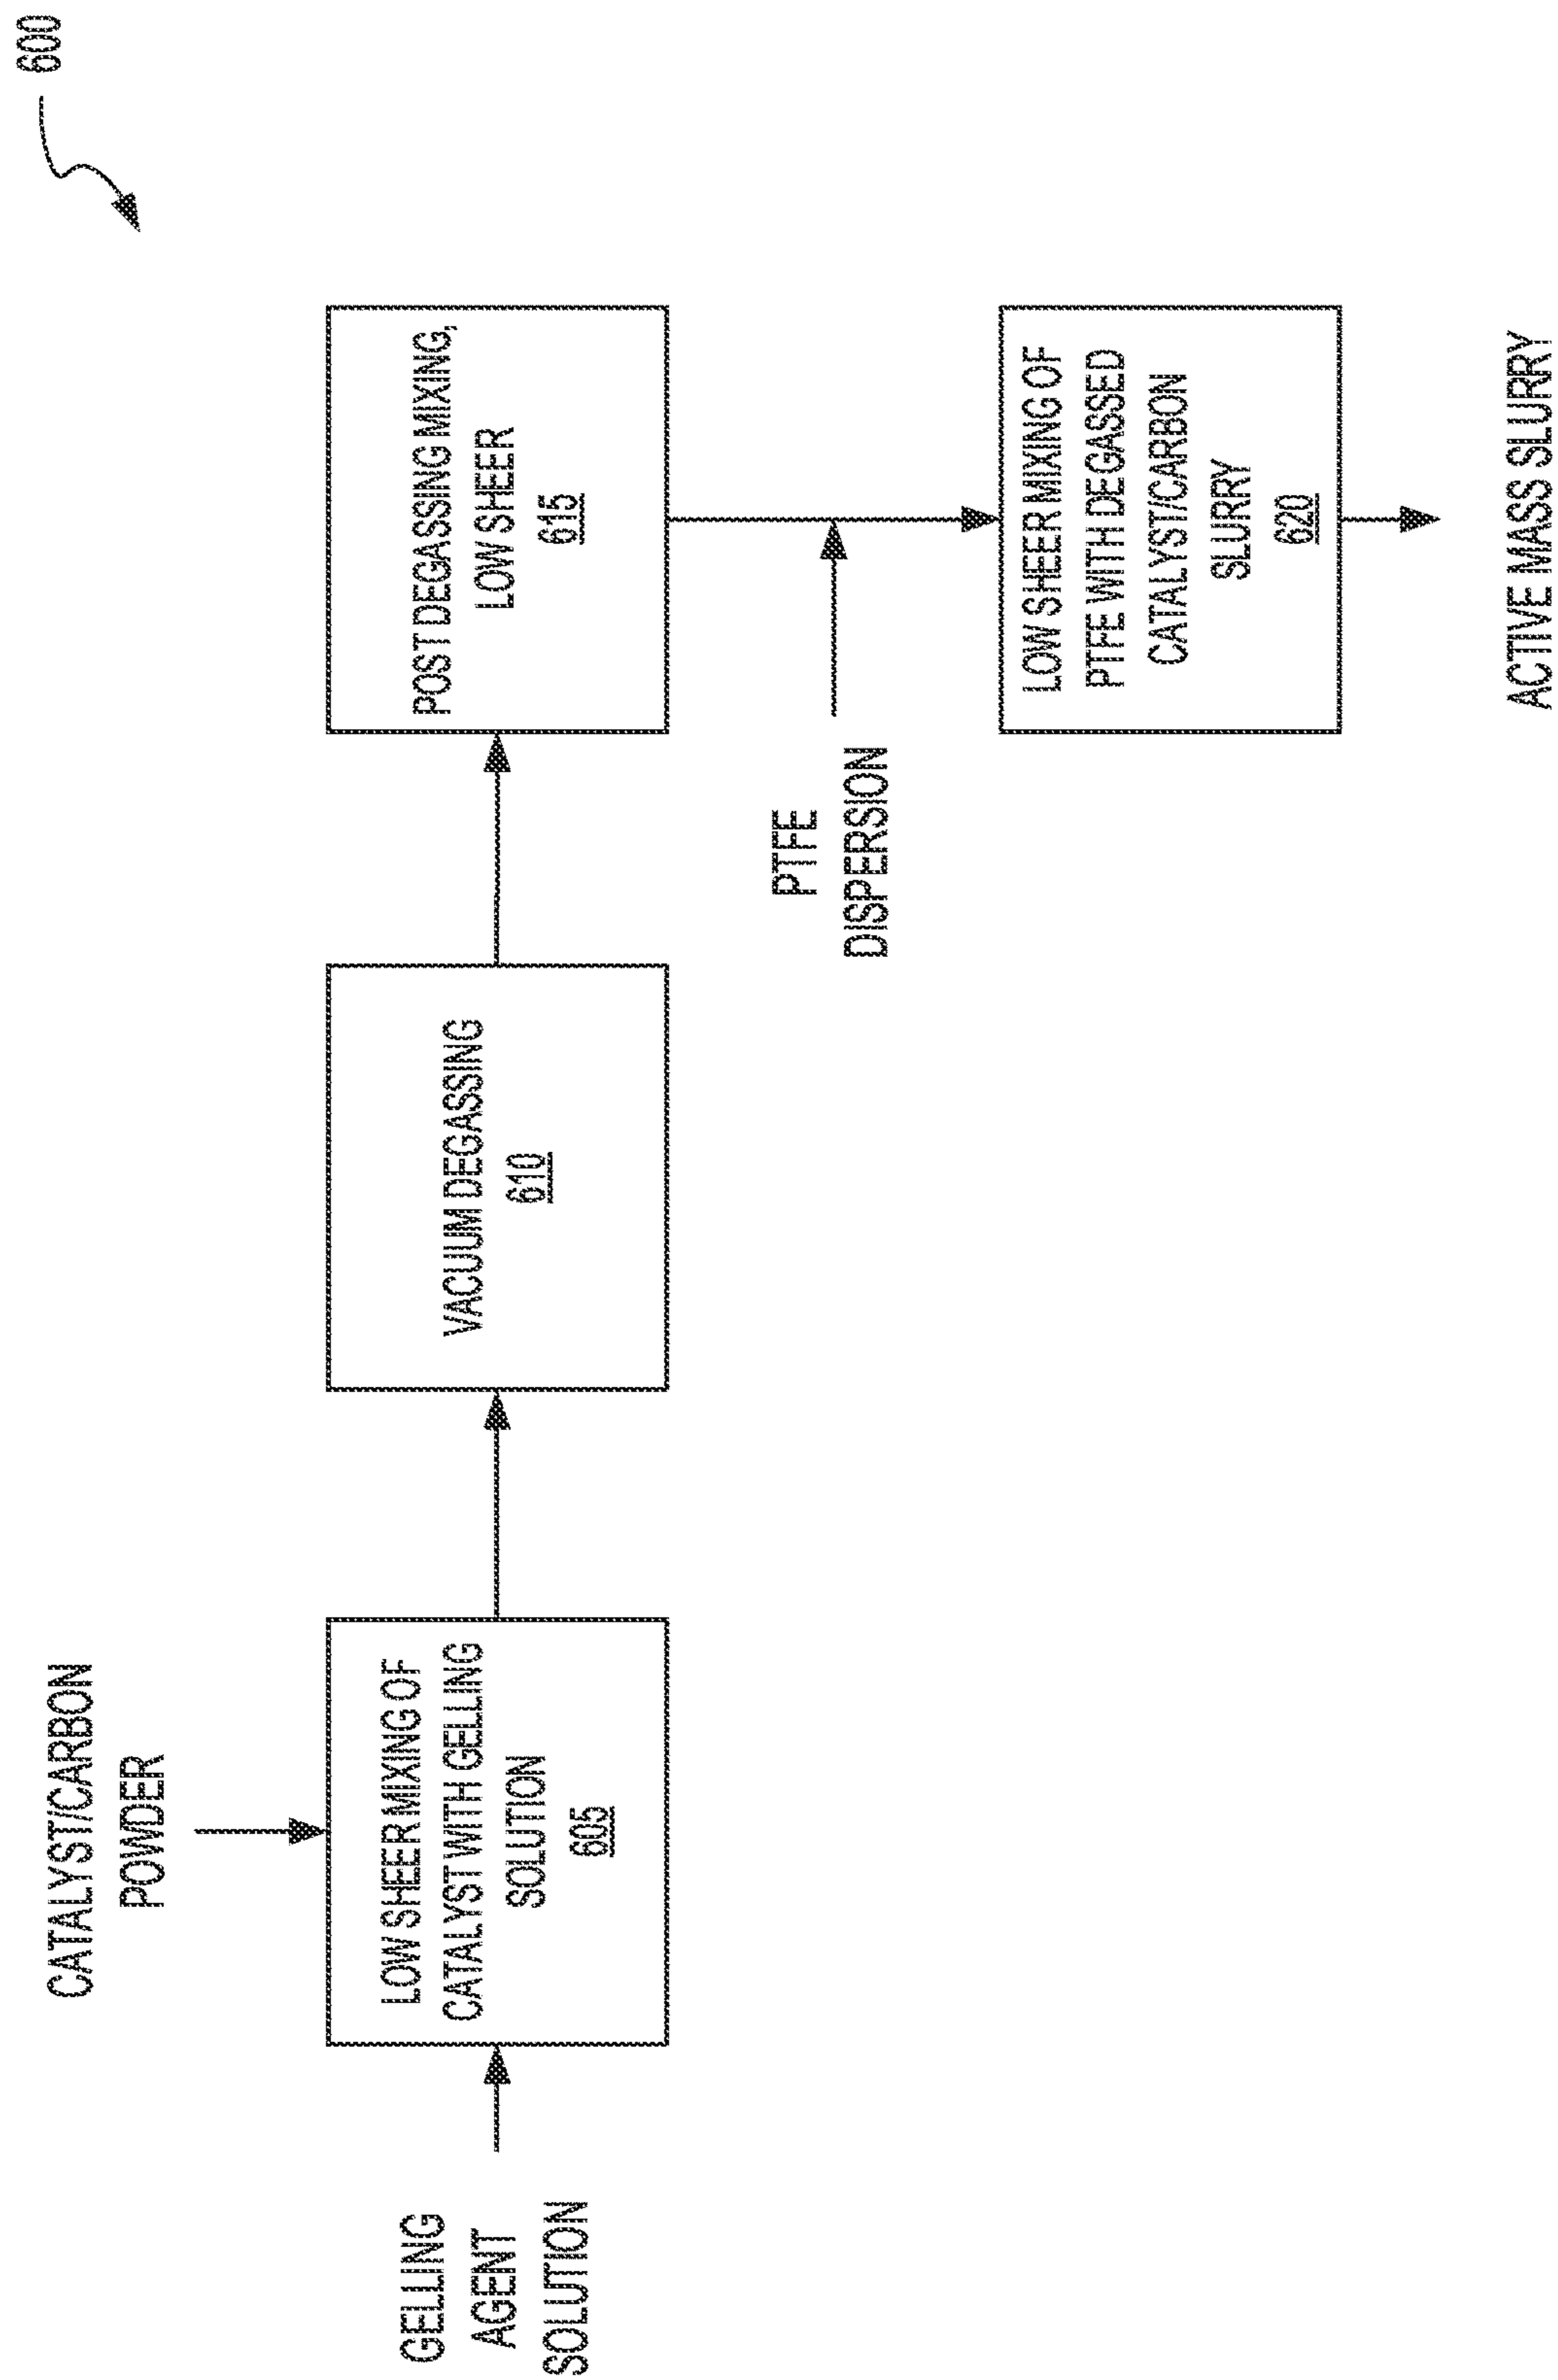 600
CATALYST/CARBON
POWDER
GELLING
AGENT
SOLUTION
LOW SHEER MIXING OF
CATALYST WITH GELLING
SOLUTION
605
VACUUM DEGASSING
610
POST DEGASSING MIXING,
LOW SHEER
615
PTFE
DISPERSION
LOW SHEER MIXING OF
PTFE WITH DEGASSED
CATALYST/CARBON
SLURRY
620
ACTIVE MASS SLURRY